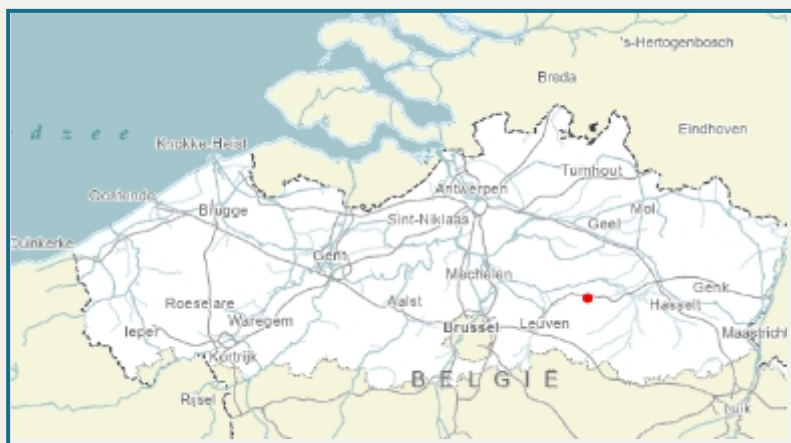 's-Hertogenbosch
Breda
Eindhoven
d z e e
Knokke-Heist
Turnhout
Oostende
Antwerpen
Mol
Brugge
Sint-Niklaas
Geel
Duinkerke
Gent
Mechelen
Genk
Roeselare
Aalst
Hasselt
Waregem
Brussel
Leuven
Ieper
Maastricht
Kortrijk
BELGIË
Rijsel
Luik